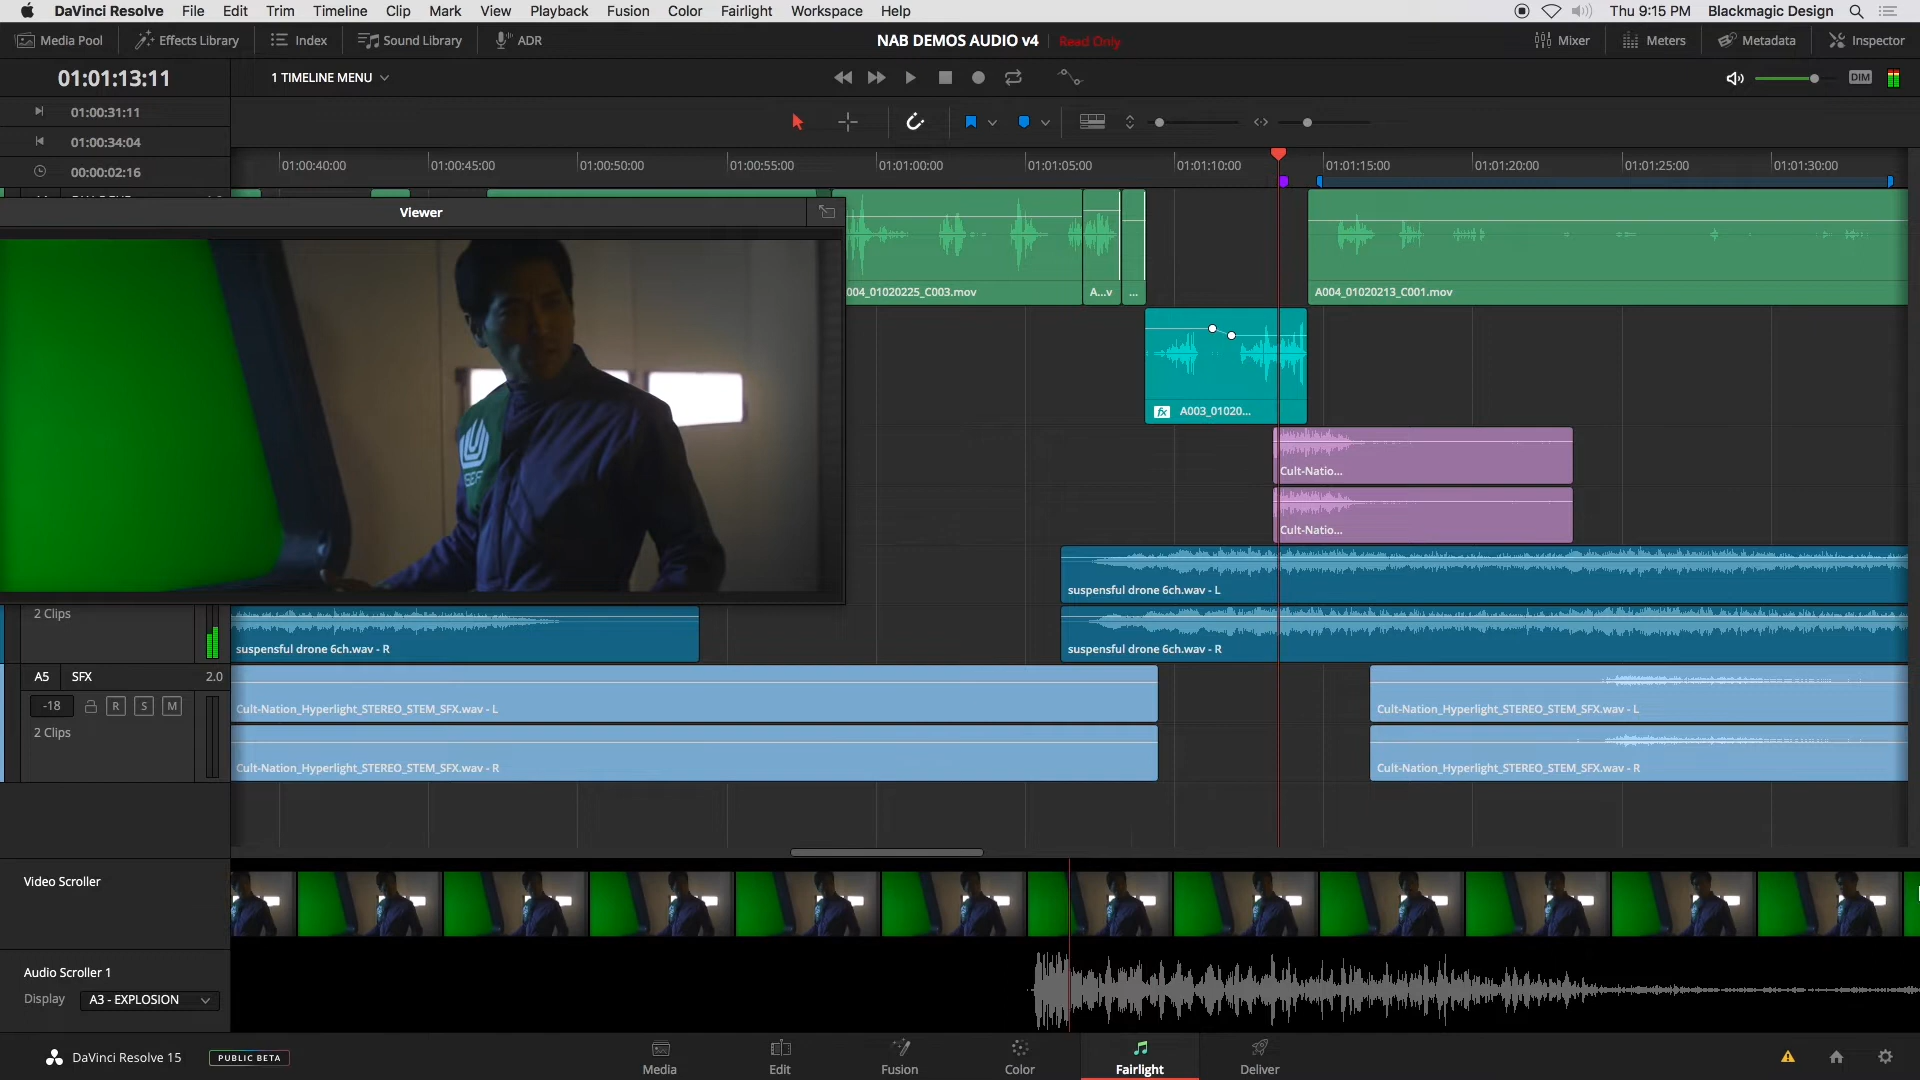 DaVinci Resolve File Edit Trim Timeline Clip Mark View Playback Fusion Color Fairlight Workspace Help Thu 9:15 PM Blackmagic Design
Media Pool Effects Library Index Sound Library ADR NAB DEMOS AUDIO v4 Read Only Mixer Meters Metadata Inspector
01:01:13:11 1 TIMELINE MENU DIM
01:00:31:11
01:00:34:04
01:00:40:00 01:00:45:00 01:00:50:00 01:00:55:00 01:01:00:00 01:01:05:00 01:01:10:00 01:01:15:00 01:01:20:00 01:01:25:00 01:01:30:00
00:00:02:16
Viewer
004_01020225_C003.mov A...v ... A004_01020213_C001.mov
fx A003_01020...
SEF
Cult-Natio...
Cult-Natio...
suspensful drone 6ch.wav - L
2 Clips
suspensful drone 6ch.wav - R suspensful drone 6ch.wav - R
A5 SFX 2.0
-18 R S M Cult-Nation_Hyperlight_STEREO_STEM_SFX.wav - L Cult-Nation_Hyperlight_STEREO_STEM_SFX.wav - L
2 Clips
Cult-Nation_Hyperlight_STEREO_STEM_SFX.wav - R Cult-Nation_Hyperlight_STEREO_STEM_SFX.wav - R
Video Scroller
Audio Scroller 1
Display A3 - EXPLOSION
DaVinci Resolve 15 PUBLIC BETA Media Edit Fusion Color Fairlight Deliver